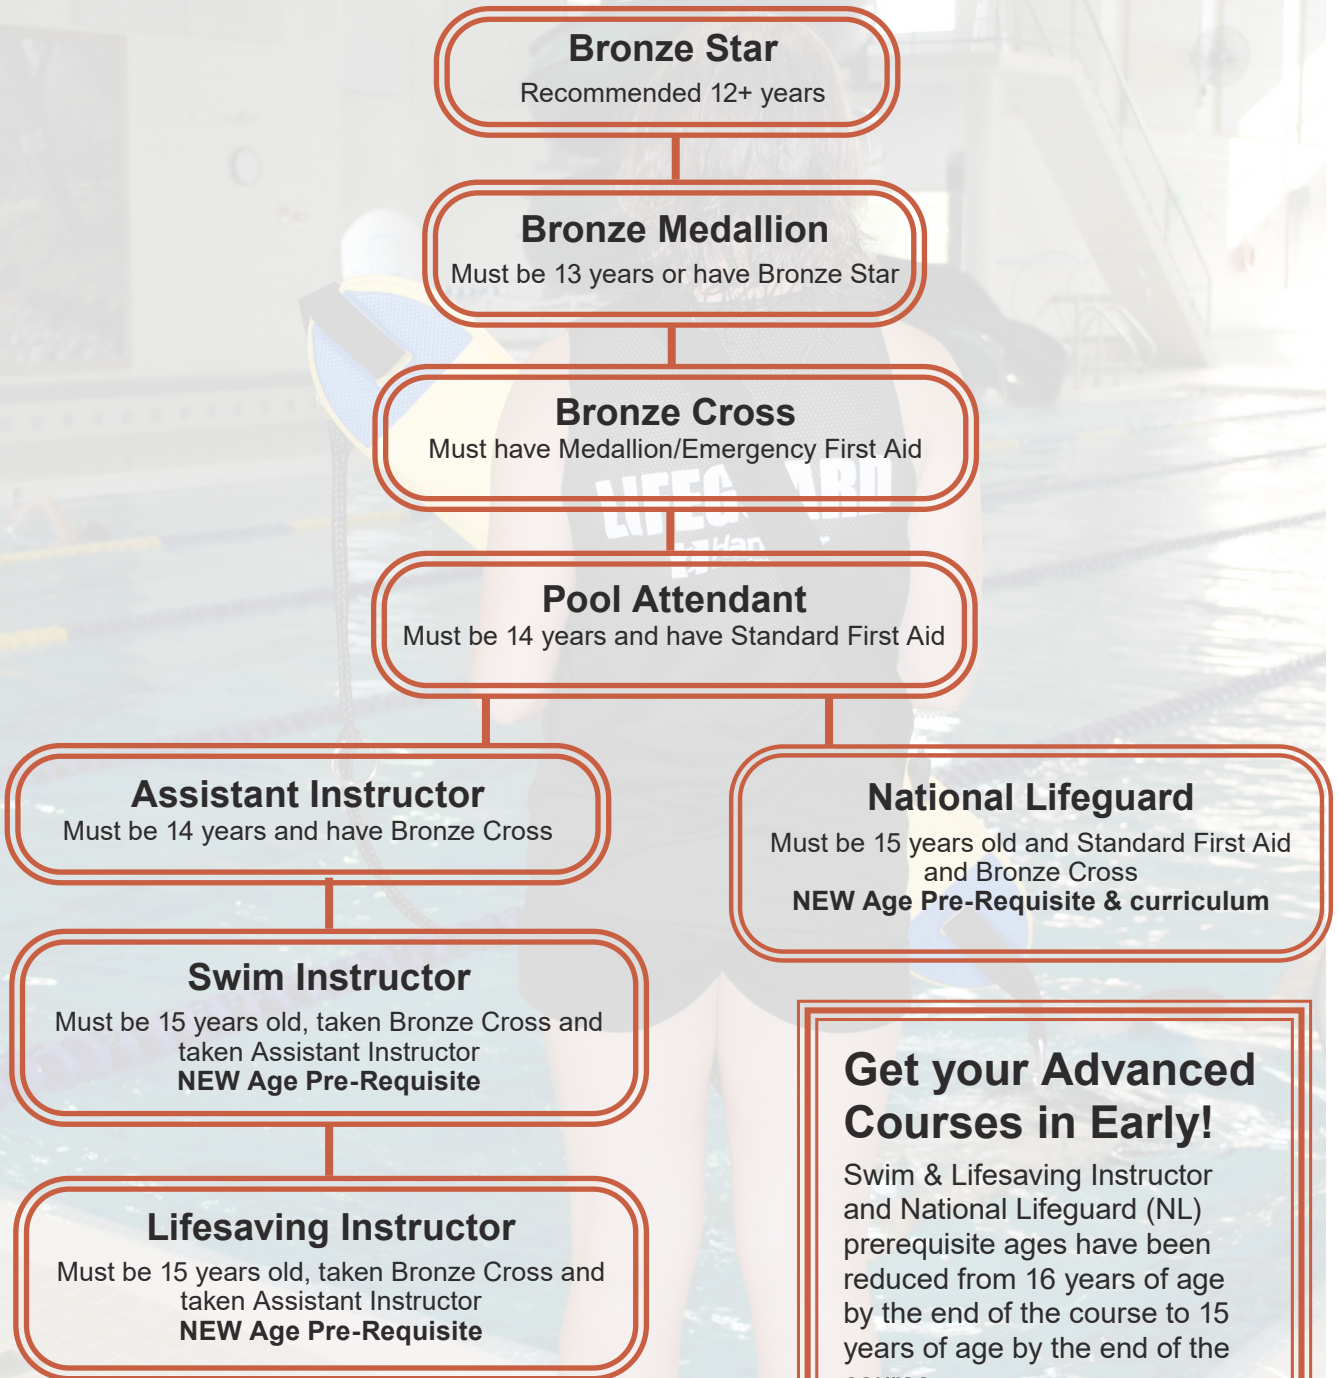 Bronze Star
Recommended 12+ years
Bronze Medallion
Must be 13 years or have Bronze Star
Bronze Cross
Must have Medallion/Emergency First Aid
Pool Attendant
Must be 14 years and have Standard First Aid
Assistant Instructor
Must be 14 years and have Bronze Cross
National Lifeguard
Must be 15 years old and Standard First Aid
and Bronze Cross
NEW Age Pre-Requisite & curriculum
Swim Instructor
Must be 15 years old, taken Bronze Cross and
taken Assistant Instructor
NEW Age Pre-Requisite
Lifesaving Instructor
Must be 15 years old, taken Bronze Cross and
taken Assistant Instructor
NEW Age Pre-Requisite
Get your Advanced
Courses in Early!
Swim & Lifesaving Instructor
and National Lifeguard (NL)
prerequisite ages have been
reduced from 16 years of age
by the end of the course to 15
years of age by the end of the